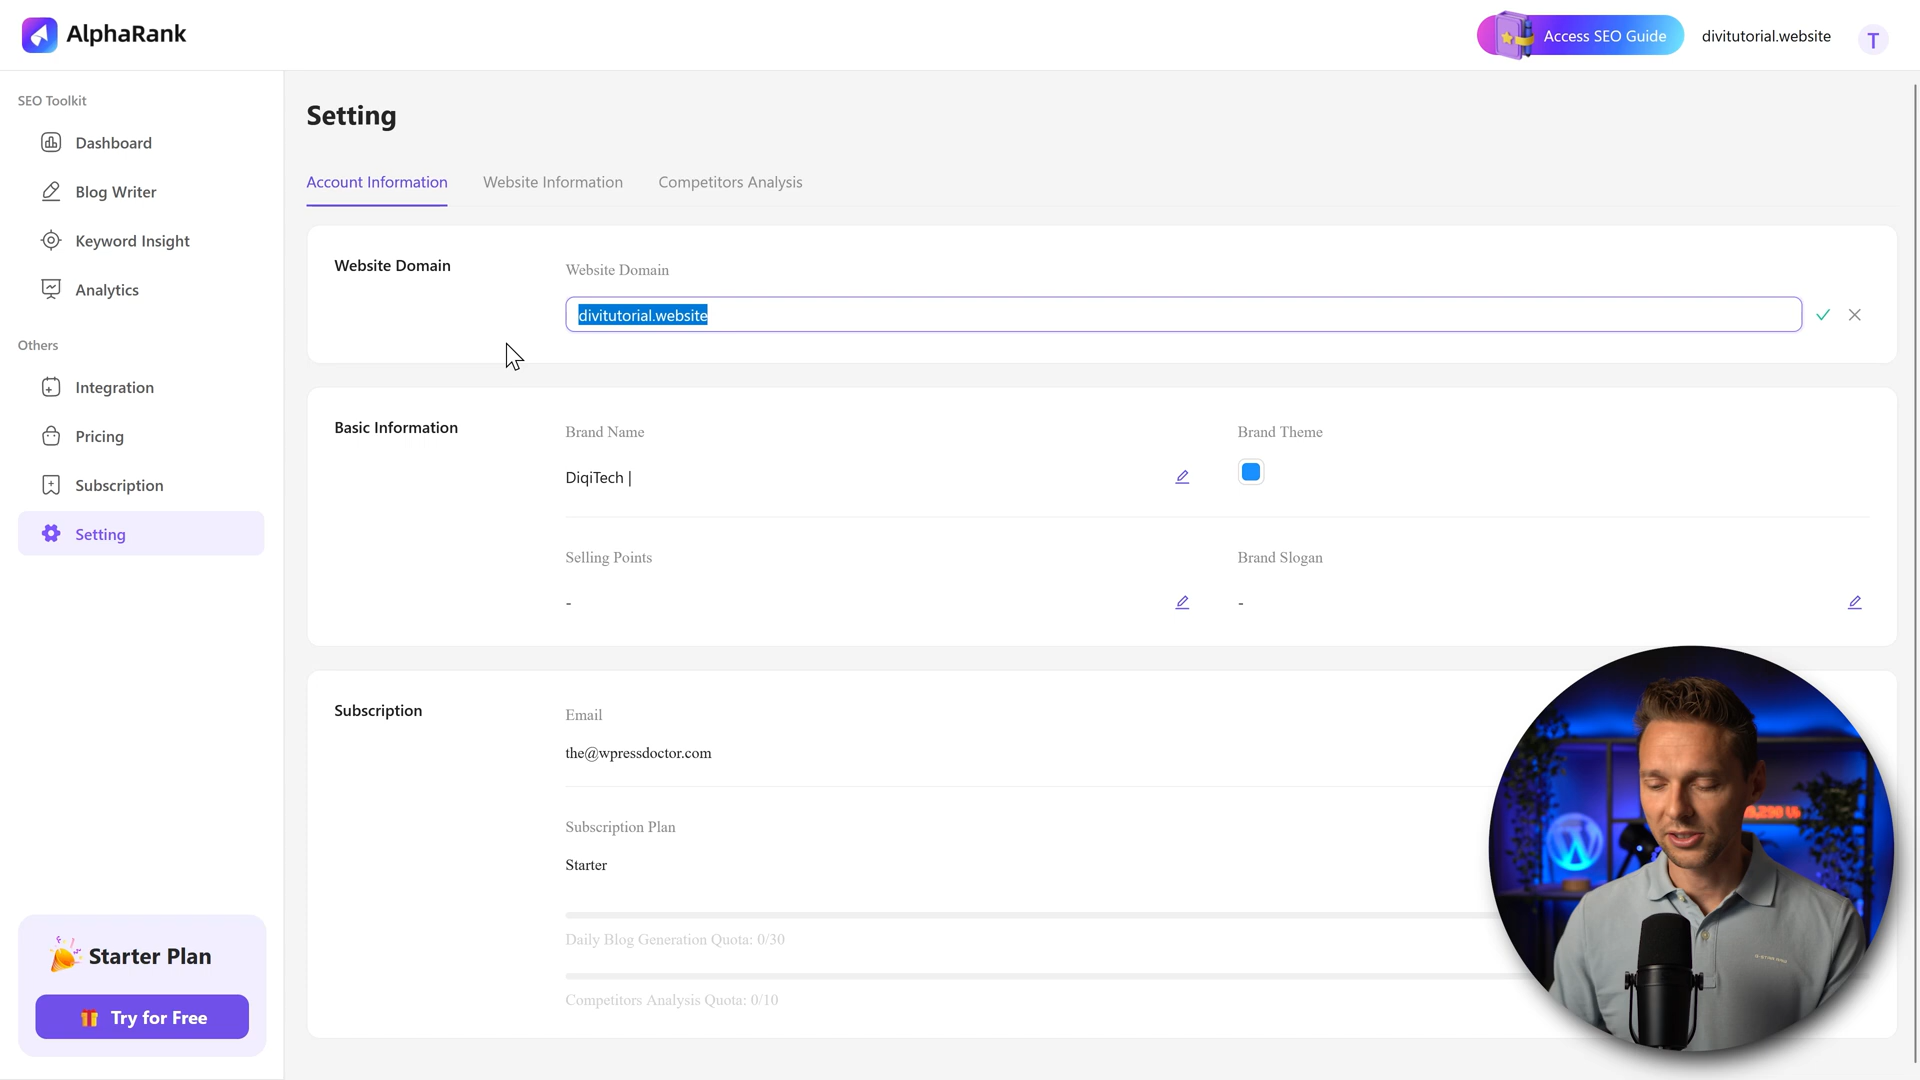 AlphaRank
Access SEO Guide
divitutorial.website
T
SEO Toolkit
Dashboard
Blog Writer
Keyword Insight
Analytics
Others
Integration
Pricing
Subscription
Setting
Starter Plan
Try for Free
Setting
Account Information
Website Information
Competitors Analysis
Website Domain
Website Domain
divitutorial.website
Basic Information
Brand Name
DiqiTech |
Brand Theme
Selling Points
-
Brand Slogan
-
Subscription
Email
the@wpressdoctor.com
Subscription Plan
Starter
Daily Blog Generation Quota: 0/30
Competitors Analysis Quota: 0/10